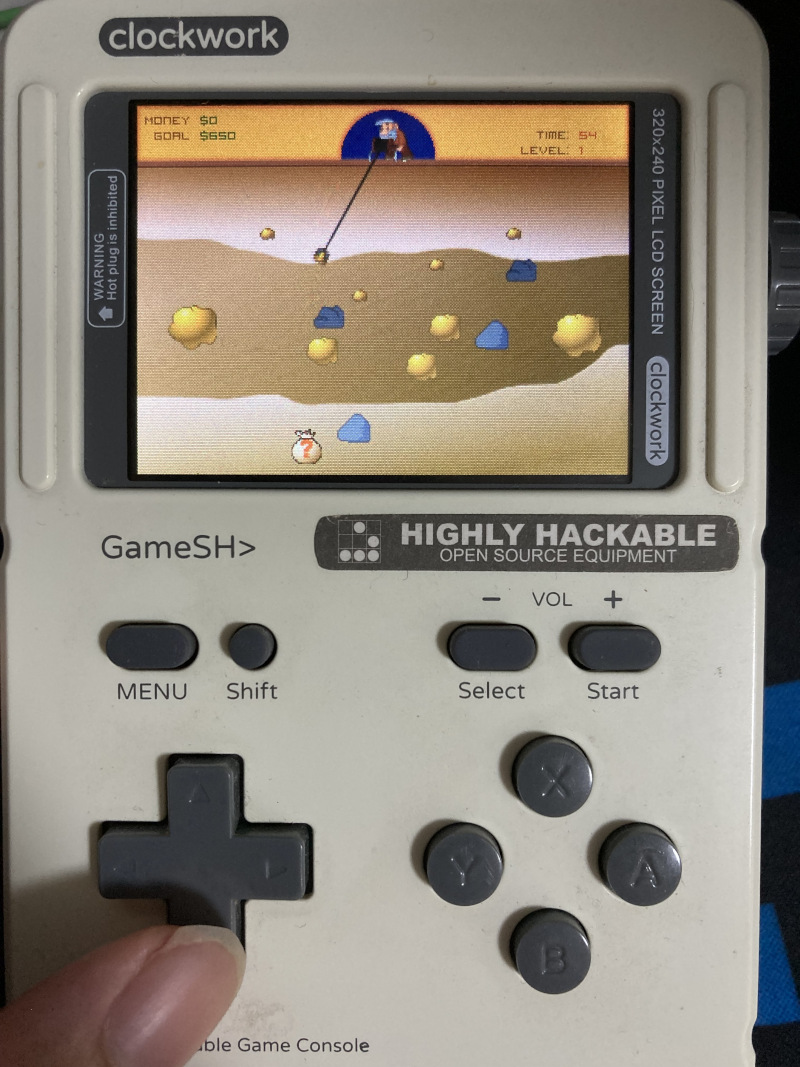 clockwork
MONEY $0
GOAL $650
TIME: 54
LEVEL: 1
WARNING
Hot plug is inhibited
320x240 PIXEL LCD SCREEN
clockwork
?
GameSH>
HIGHLY HACKABLE
OPEN SOURCE EQUIPMENT
− VOL +
MENU
Shift
Select
Start
X
Y
A
B
Game Console